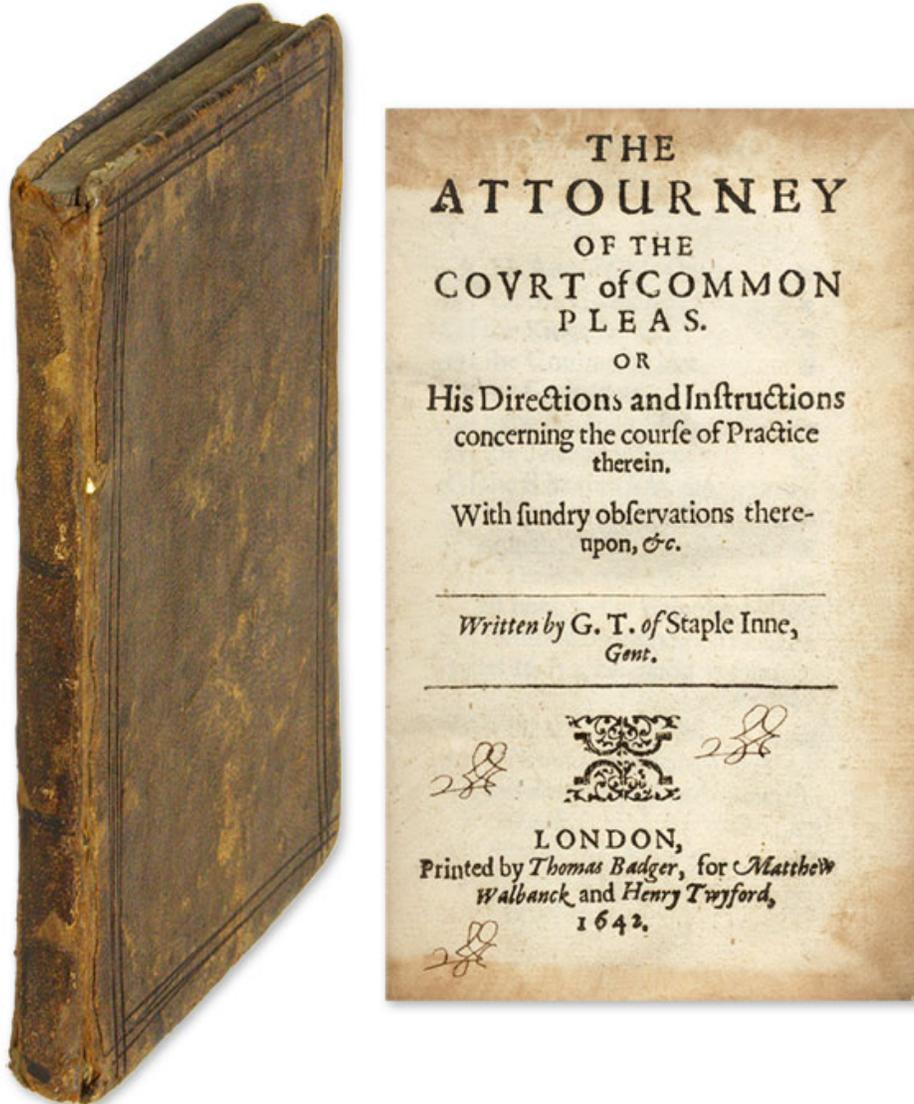 THE
ATTOURNEY
OF THE
COVRT of COMMON
PLEAS.
OR
His Directions and Inſtructions
concerning the courſe of Practice
therein.
With ſundry obſervations there-
upon, &c.
Written by G. T. of Staple Inne,
Gent.
LONDON,
Printed by Thomas Badger, for Matthew
Walbanck and Henry Twyford,
1642.